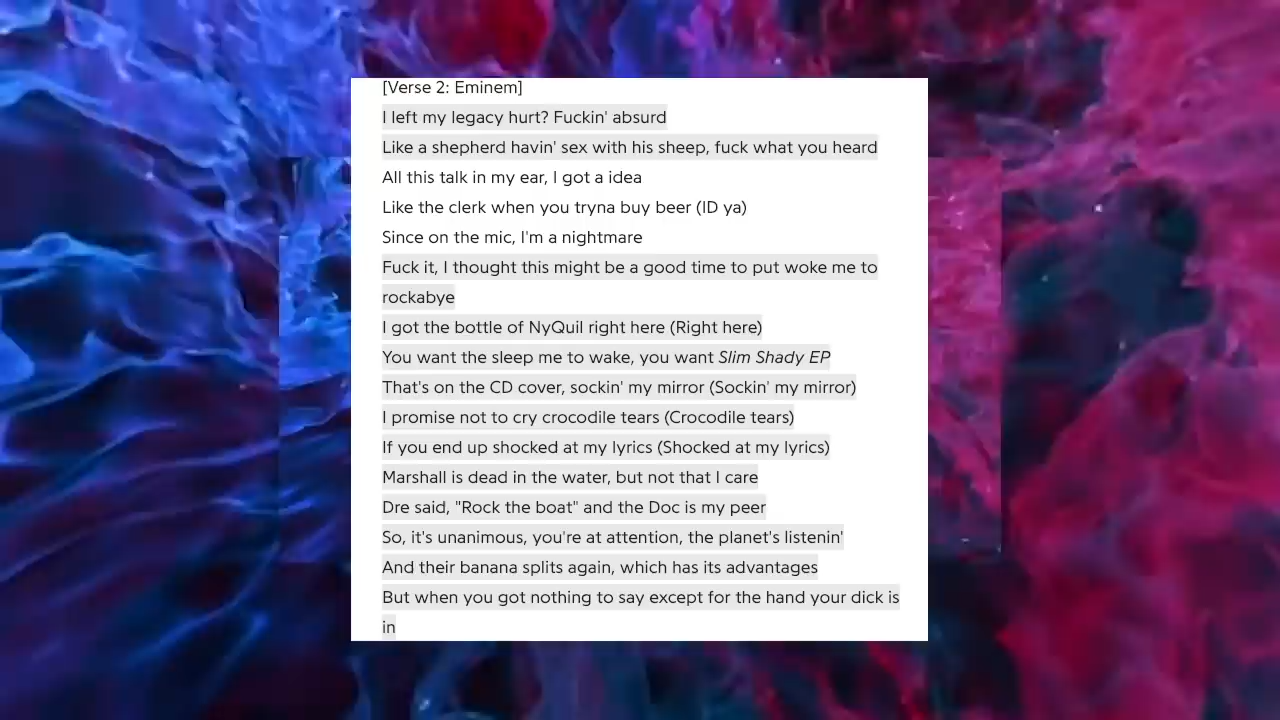 [Verse 2: Eminem]
I left my legacy hurt? Fuckin' absurd
Like a shepherd havin' sex with his sheep, fuck what you heard
All this talk in my ear, I got a idea
Like the clerk when you tryna buy beer (ID ya)
Since on the mic, I'm a nightmare
Fuck it, I thought this might be a good time to put woke me to
rockabye
I got the bottle of NyQuil right here (Right here)
You want the sleep me to wake, you want Slim Shady EP
That's on the CD cover, sockin' my mirror (Sockin' my mirror)
I promise not to cry crocodile tears (Crocodile tears)
If you end up shocked at my lyrics (Shocked at my lyrics)
Marshall is dead in the water, but not that I care
Dre said, "Rock the boat" and the Doc is my peer
So, it's unanimous, you're at attention, the planet's listenin'
And their banana splits again, which has its advantages
But when you got nothing to say except for the hand your dick is
in